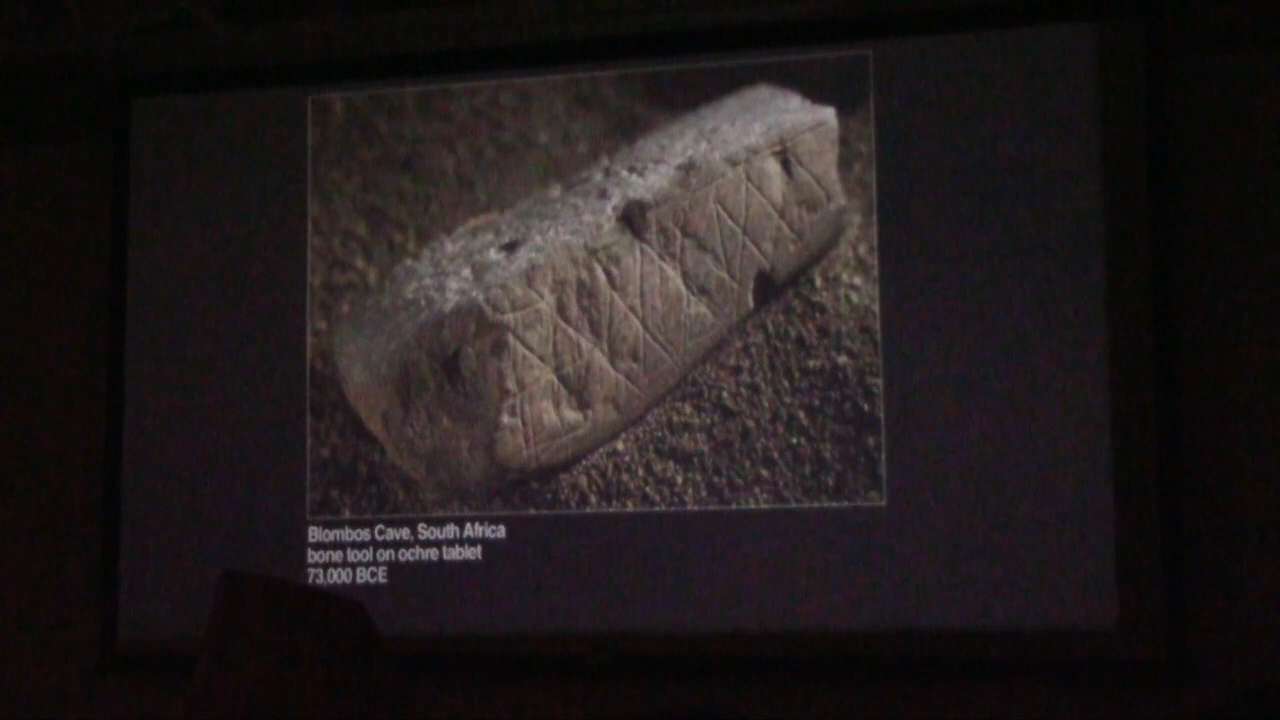 Blombos Cave, South Africa
bone tool on ochre tablet
73,000 BCE